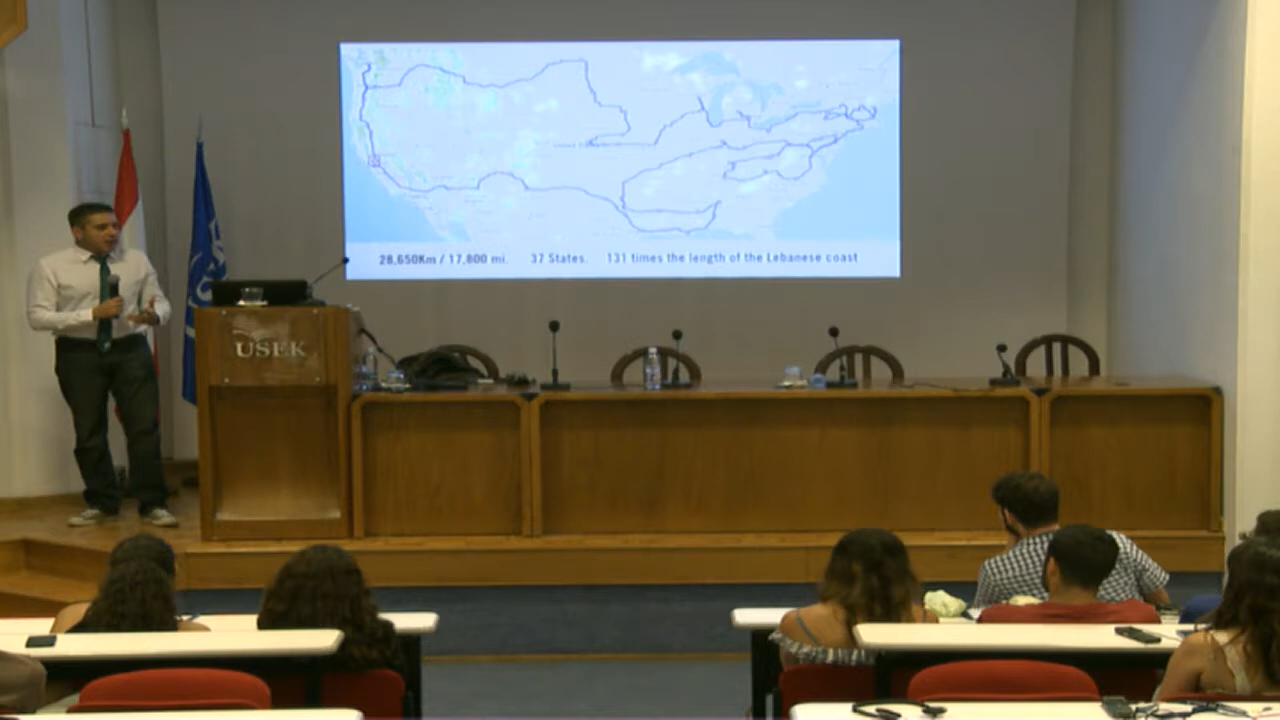 28,650Km / 17,800 mi. 37 States. 131 times the length of the Lebanese coast
USEK